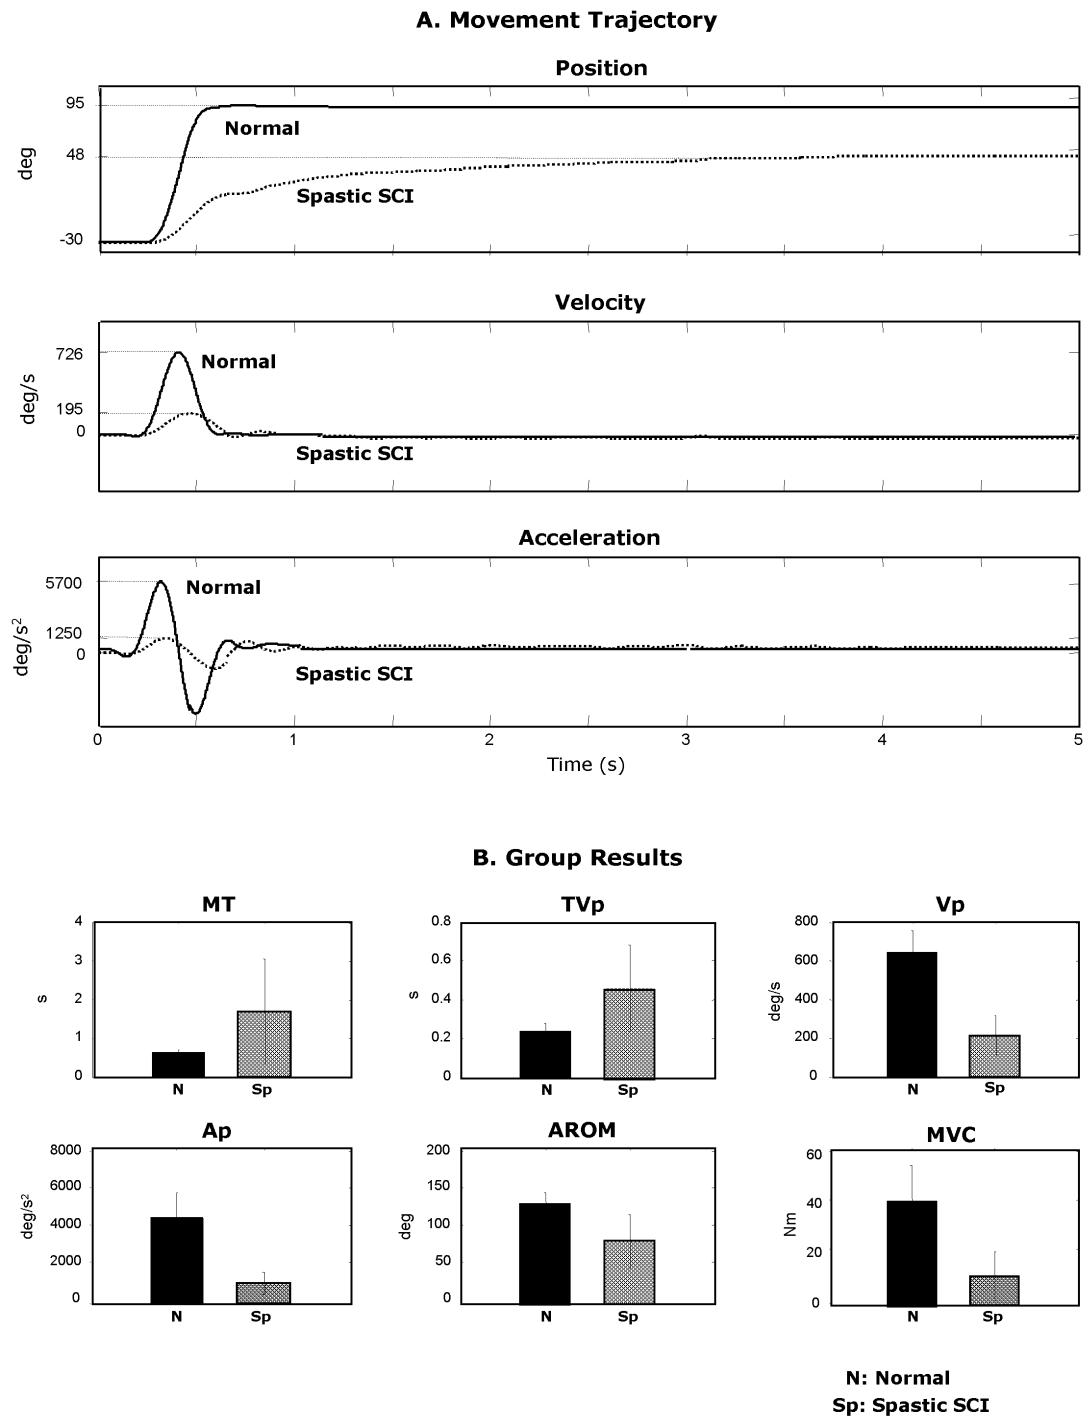 A. Movement Trajectory
Position
95
Normal
48
deg
Spastic SCI
-30
Velocity
726
Normal
deg/s
195
0
Spastic SCI
Acceleration
5700
Normal
1250
deg/s²
0
Spastic SCI
0 1 2 3 4 5
Time (s)
B. Group Results
MT TVp Vp
4
3
2
1
0
s
N Sp
0.8
0.6
0.4
0.2
0
s
N Sp
800
600
400
200
0
deg/s
N Sp
Ap AROM MVC
8000
6000
4000
2000
0
deg/s²
N Sp
200
150
100
50
0
deg
N Sp
60
40
20
0
Nm
N Sp
N: Normal
Sp: Spastic SCI